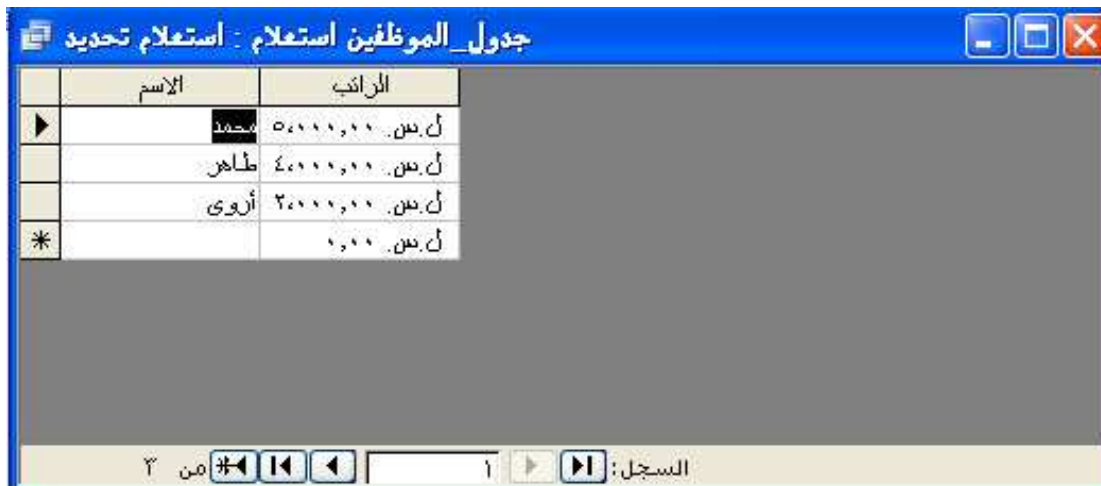 جدول_الموظفين استعلام : استعلام تحديد
الاسم الراتب
محمد ل.س. ٥،٠٠٠,٠٠
طاهر ل.س. ٤،٠٠٠,٠٠
أروى ل.س. ٢،٠٠٠,٠٠
ل.س. ٠,٠٠
السجل: ١ من ٣